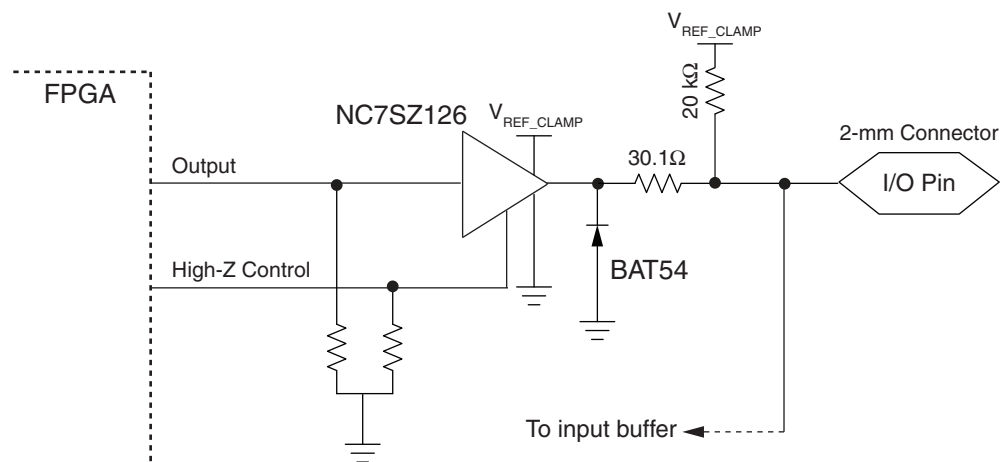 V_REF_CLAMP
FPGA
NC7SZ126
V_REF_CLAMP
20 kΩ
2-mm Connector
Output
30.1Ω
I/O Pin
High-Z Control
BAT54
To input buffer